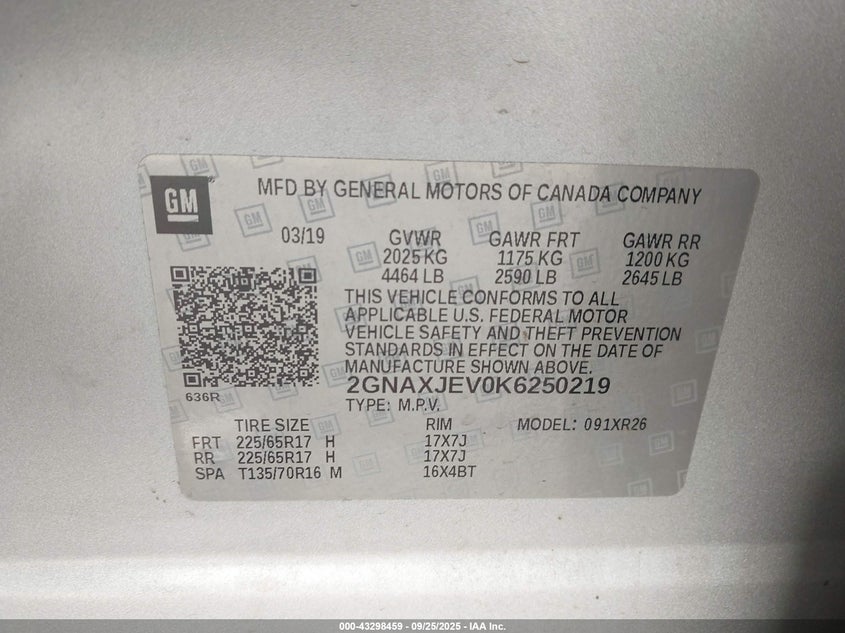 GM
MFD BY GENERAL MOTORS OF CANADA COMPANY
03/19 GVWR GAWR FRT GAWR RR
2025 KG 1175 KG 1200 KG
4464 LB 2590 LB 2645 LB
THIS VEHICLE CONFORMS TO ALL
APPLICABLE U.S. FEDERAL MOTOR
VEHICLE SAFETY AND THEFT PREVENTION
STANDARDS IN EFFECT ON THE DATE OF
MANUFACTURE SHOWN ABOVE.
636R 2GNAXJEV0K6250219
TYPE: M.P.V.
TIRE SIZE RIM MODEL: 091XR26
FRT 225/65R17 H 17X7J
RR 225/65R17 H 17X7J
SPA T135/70R16 M 16X4BT
000-43298459 - 09/25/2025 - IAA Inc.